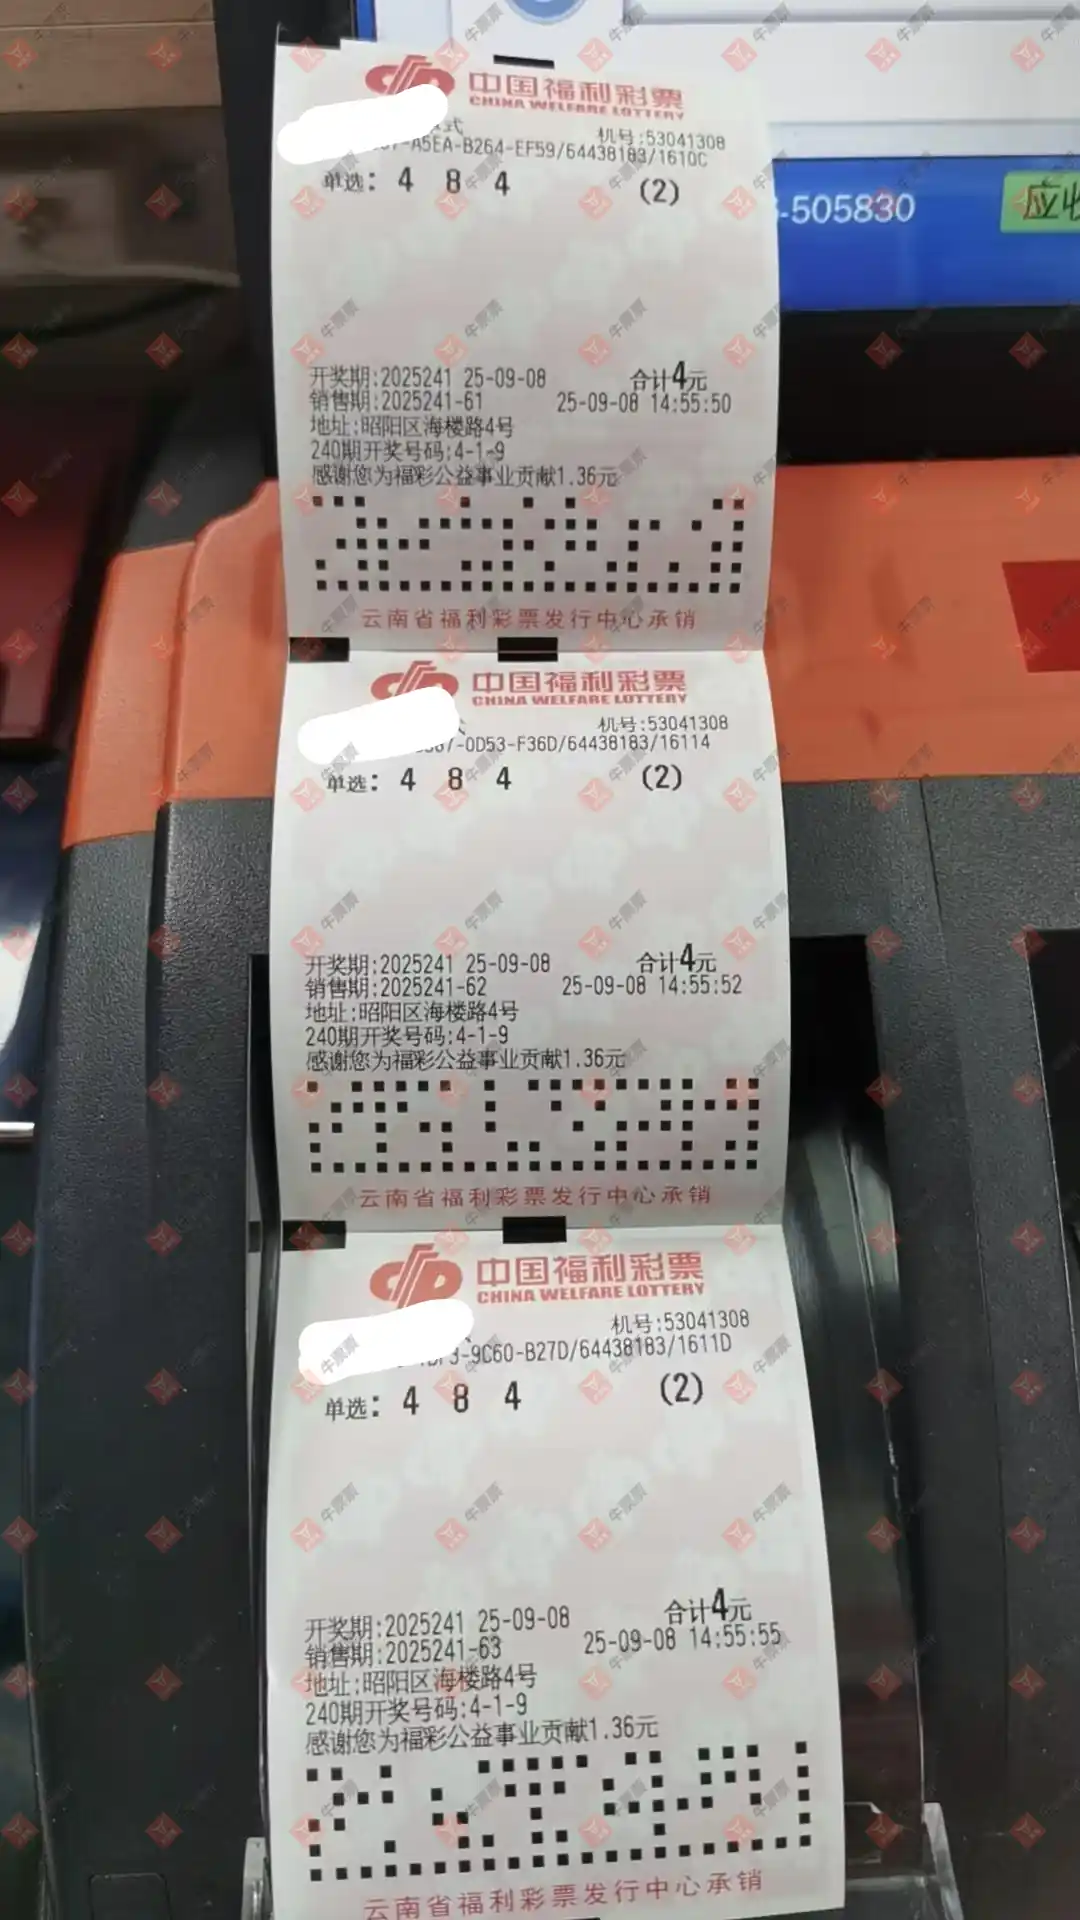 中国福利彩票
CHINA WELFARE LOTTERY
式
机号:53041308
-A5EA-B264-EF59/64438183/1610C
单选: 4 8 4 (2)
-505830
应收
开奖期:2025241 25-09-08 合计4元
销售期:2025241-61 25-09-08 14:55:50
地址:昭阳区海楼路4号
240期开奖号码:4-1-9
感谢您为福彩公益事业贡献1.36元
云南省福利彩票发行中心承销
中国福利彩票
CHINA WELFARE LOTTERY
机号:53041308
-0D53-F36D/64438183/16114
单选: 4 8 4 (2)
开奖期:2025241 25-09-08 合计4元
销售期:2025241-62 25-09-08 14:55:52
地址:昭阳区海楼路4号
240期开奖号码:4-1-9
感谢您为福彩公益事业贡献1.36元
云南省福利彩票发行中心承销
中国福利彩票
CHINA WELFARE LOTTERY
机号:53041308
-9C60-B27D/64438183/1611D
单选: 4 8 4 (2)
开奖期:2025241 25-09-08 合计4元
销售期:2025241-63 25-09-08 14:55:55
地址:昭阳区海楼路4号
240期开奖号码:4-1-9
感谢您为福彩公益事业贡献1.36元
云南省福利彩票发行中心承销
牛票票